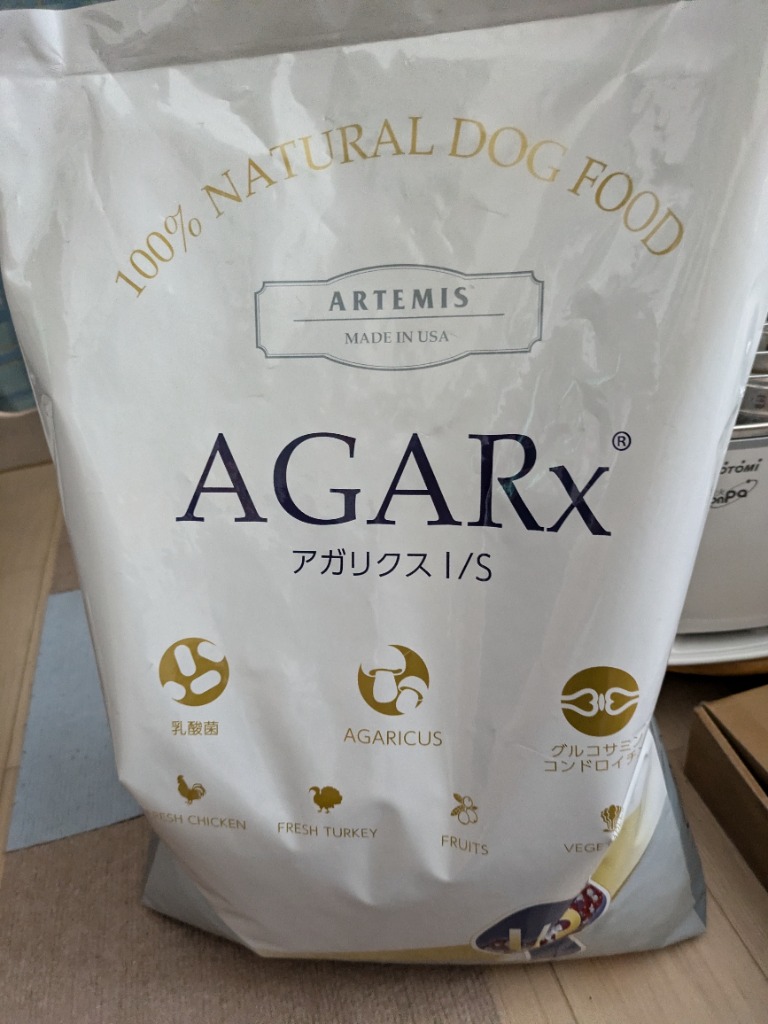 100% NATURAL DOG FOOD
ARTEMIS
MADE IN USA
AGARx®
アガリクス I/S
乳酸菌
AGARICUS
グルコサミン
コンドロイチン
FRESH CHICKEN
FRESH TURKEY
FRUITS
I/S